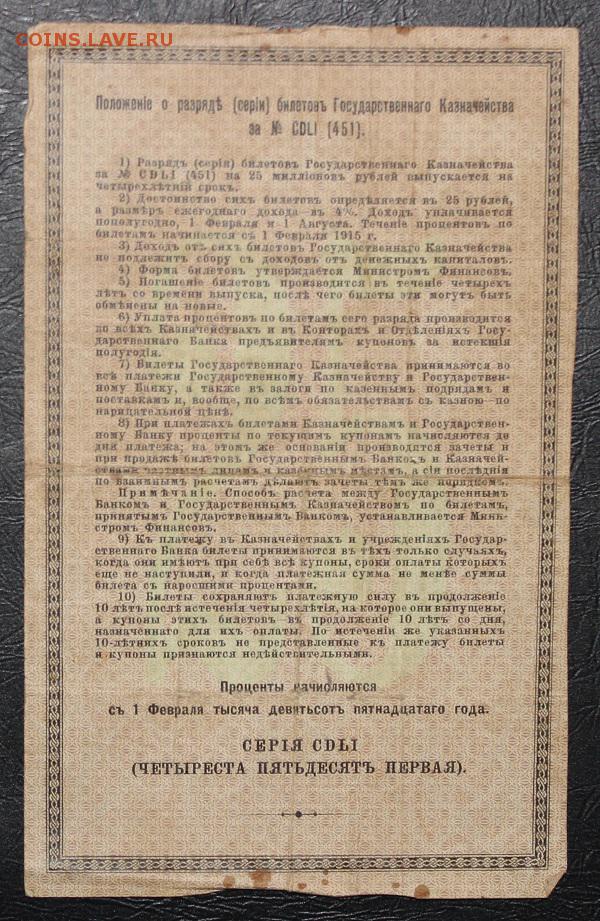 COINS.LAVE.RU
Положеніе о разрядѣ (серіи) билетовъ Государственнаго Казначейства
за № CDLI (451).
1) Разрядъ (серія) билетовъ Государственнаго Казначейства
за № CDLI (451) на 25 милліоновъ рублей выпускается на
четырехлѣтній срокъ.
2) Достоинство сихъ билетовъ опредѣляется въ 25 рублей,
а размѣръ ежегоднаго дохода въ 4%. Доходъ уплачивается
пополугодно, 1 Февраля и 1 Августа. Теченіе процентовъ по
билетамъ начинается съ 1 Февраля 1915 г.
3) Доходъ отъ сихъ билетовъ Государственнаго Казначейства
не подлежитъ сбору съ доходовъ отъ денежныхъ капиталовъ.
4) Форма билетовъ утверждается Министромъ Финансовъ.
5) Погашеніе билетовъ производится въ теченіе четырехъ
лѣтъ со времени выпуска, послѣ чего билеты эти могутъ быть
обмѣнены на новые.
6) Уплата процентовъ по билетамъ сего разряда производится
во всѣхъ Казначействахъ и въ Конторахъ и Отдѣленіяхъ Госу-
дарственнаго Банка предъявителямъ купоновъ за истекшія
полугодія.
7) Билеты Государственнаго Казначейства принимаются во
всѣ платежи Государственному Казначейству и Государствен-
ному Банку, а также въ залоги по казеннымъ подрядамъ и
поставкамъ и, вообще, по всѣмъ обязательствамъ съ казною по
нарицательной цѣнѣ.
8) При платежахъ билетами Казначействамъ и Государствен-
ному Банку проценты по текущимъ купонамъ начисляются до
дня платежа; на этомъ же основаніи производятся зачеты и
при продажѣ билетовъ Государственнымъ Банкомъ и Казначей-
ствами частнымъ лицамъ и казеннымъ мѣстамъ, а сіи послѣднія
по взаимнымъ расчетамъ дѣлаютъ зачеты тѣмъ же порядкомъ.
Примѣчаніе. Способъ расчета между Государственнымъ
Банкомъ и Государственнымъ Казначействомъ по билетамъ,
принятымъ Государственнымъ Банкомъ, устанавливается Мини-
стромъ Финансовъ.
9) Къ платежу въ Казначействахъ и учрежденіяхъ Государ-
ственнаго Банка билеты принимаются въ тѣхъ только случаяхъ,
когда они имѣютъ при себѣ всѣ купоны, сроки оплаты которыхъ
еще не наступили, и когда платежная сумма не менѣе суммы
билета съ наросшими процентами.
10) Билеты сохраняютъ платежную силу въ продолженіе
10 лѣтъ послѣ истеченія четырехлѣтія, на которое они выпущены,
а купоны этихъ билетовъ въ продолженіе 10 лѣтъ со дня,
назначеннаго для ихъ оплаты. По истеченіи же указанныхъ
10-лѣтнихъ сроковъ не представленные къ платежу билеты
и купоны признаются недѣйствительными.
Проценты начисляются
съ 1 Февраля тысяча девятьсотъ пятнадцатаго года.
СЕРІЯ CDLI
(ЧЕТЫРЕСТА ПЯТЬДЕСЯТЪ ПЕРВАЯ).